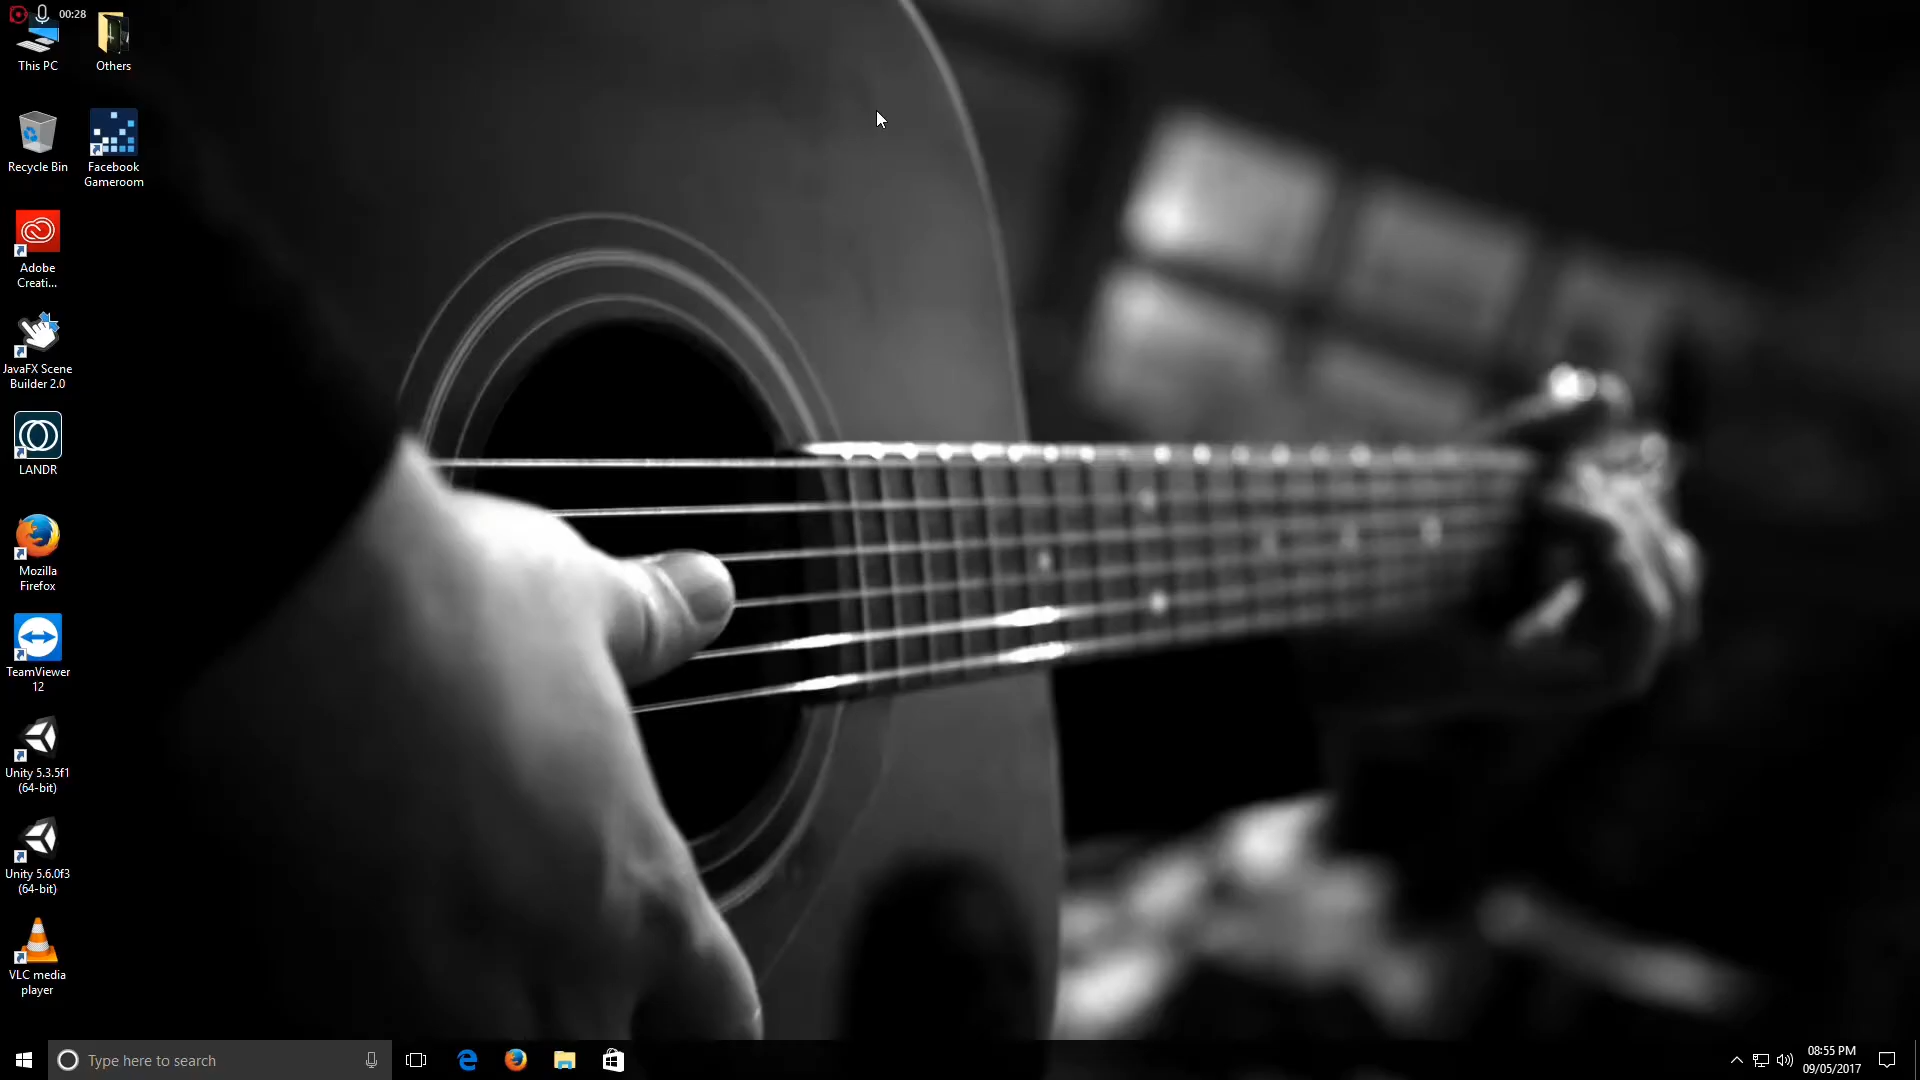 00:28
This PC
Others
Recycle Bin
Facebook
Gameroom
Adobe
Creati...
JavaFX Scene
Builder 2.0
LANDR
Mozilla
Firefox
TeamViewer
12
Unity 5.3.5f1
(64-bit)
Unity 5.6.0f3
(64-bit)
VLC media
player
Type here to search
08:55 PM
09/05/2017